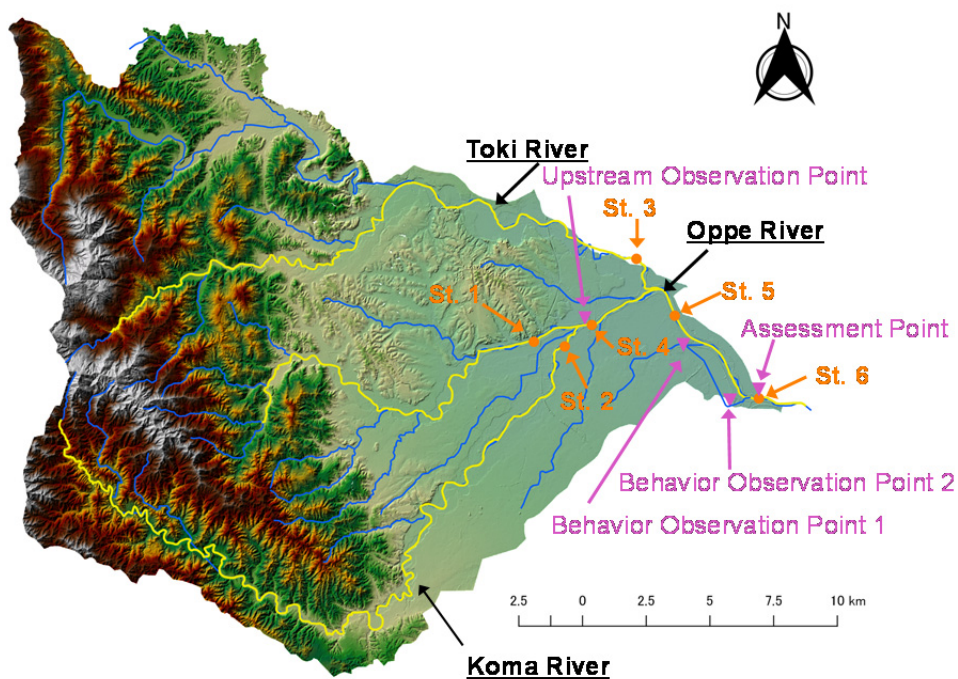 N
Toki River
Upstream Observation Point
St. 3
Oppe River
St. 1
St. 5
Assessment Point
St. 4
St. 6
St. 2
Behavior Observation Point 2
Behavior Observation Point 1
2.5 0 2.5 5 7.5 10 km
Koma River